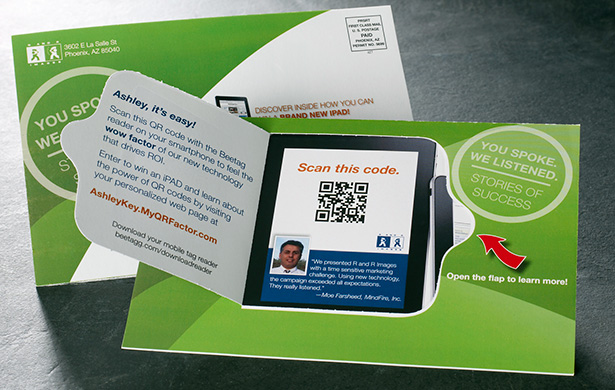 R AND R
IMAGES
3602 E La Salle St
Phoenix, AZ 85040
PRSRT
FIRST CLASS MAIL
U. S. POSTAGE
PAID
PHOENIX, AZ
YOU SPOKE.
WE
DISCOVER INSIDE HOW YOU CAN
A BRAND NEW IPAD!
Ashley, it's easy!
Scan this QR code with the Beetag
reader on your smartphone to feel the
wow factor of our new technology
that drives ROI.
Enter to win an iPAD and learn about
the power of QR codes by visiting
your personalized web page at
AshleyKey.MyQRFactor.com
Download your mobile tag reader
beetagg.com/downloadreader
Scan this code.
"We presented R and R Images
with a time sensitive marketing
challenge. Using new technology,
the campaign exceeded all expectations.
They really listened."
—Moe Farsheed, MindFire, Inc.
YOU SPOKE.
WE LISTENED.
STORIES OF
SUCCESS
Open the flap to learn more!